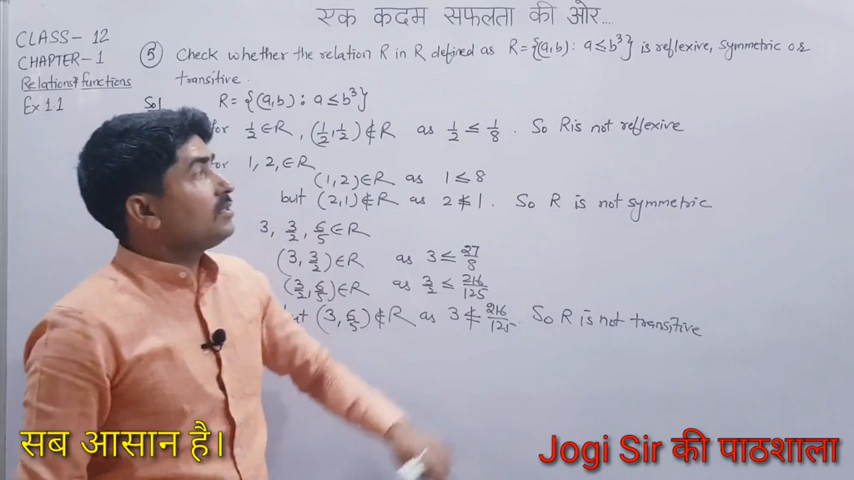 एक कदम सफलता की ओर...
CLASS- 12
CHAPTER-1
Relations & functions
Ex 1.1
⑤ Check whether the relation R in R defined as R = {(a,b) : a ≤ b³} is reflexive, symmetric or
transitive.
Sol R = {(a,b) : a ≤ b³}
for 1/2 ∈ R, (1/2, 1/2) ∉ R as 1/2 ≤ 1/8. So R is not reflexive
for 1, 2, ∈ R
(1,2) ∈ R as 1 ≤ 8
but (2,1) ∉ R as 2 ≰ 1. So R is not symmetric
3, 3/2, 6/5 ∈ R
(3, 3/2) ∈ R as 3 ≤ 27/8
(3/2, 6/5) ∈ R as 3/2 ≤ 216/125
(3, 6/5) ∉ R as 3 ≰ 216/125. So R is not transitive
सब आसान है।
Jogi Sir की पाठशाला